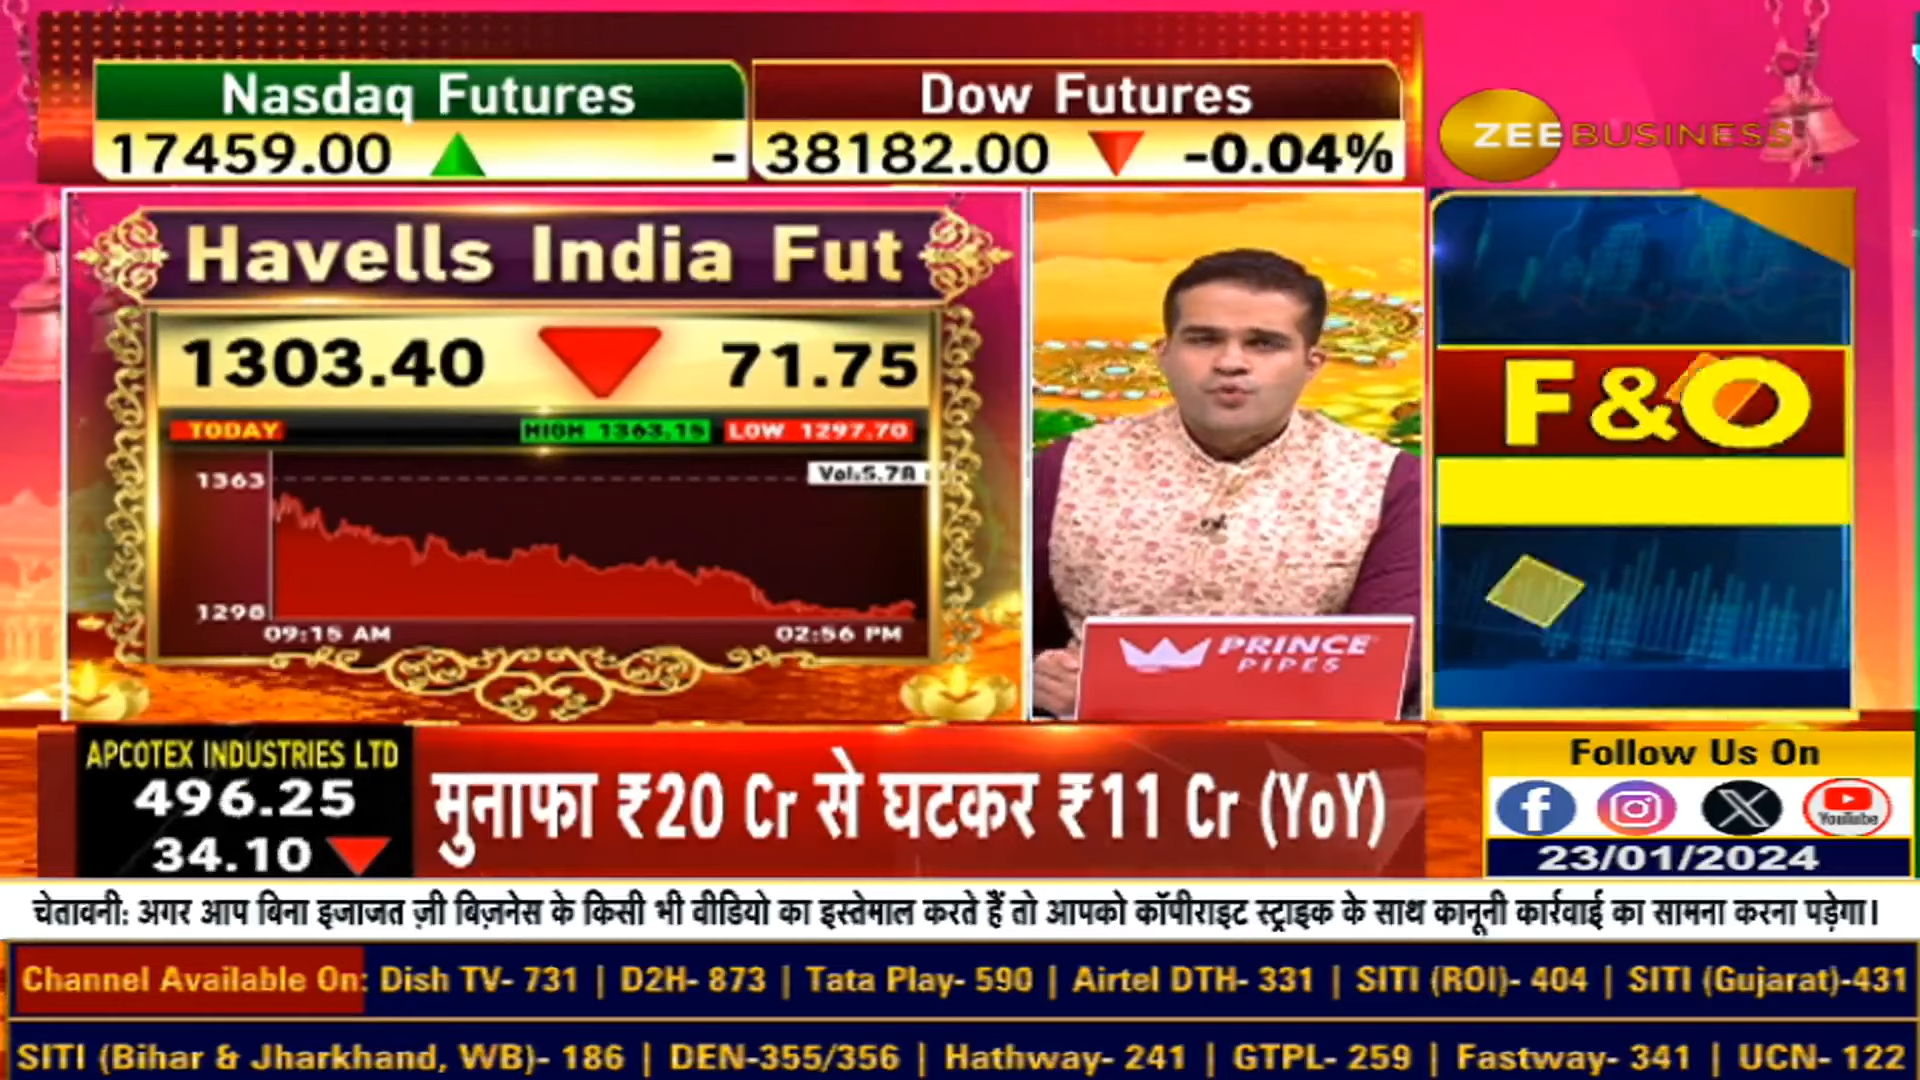 Nasdaq Futures
17459.00 -
Dow Futures
38182.00 -0.04%
ZEE BUSINESS
Havells India Fut
1303.40 71.75
TODAY HIGH 1363.15 LOW 1297.70
Vol:5.78
1363
1298
09:15 AM 02:56 PM
PRINCE
PIPES
F&O
APCOTEX INDUSTRIES LTD
496.25
34.10
मुनाफा ₹20 Cr से घटकर ₹11 Cr (YoY)
Follow Us On
YouTube
23/01/2024
चेतावनी: अगर आप बिना इजाजत ज़ी बिज़नेस के किसी भी वीडियो का इस्तेमाल करते हैं तो आपको कॉपीराइट स्ट्राइक के साथ कानूनी कार्रवाई का सामना करना पड़ेगा।
Channel Available On: Dish TV- 731 | D2H- 873 | Tata Play- 590 | Airtel DTH- 331 | SITI (ROI)- 404 | SITI (Gujarat)-431
SITI (Bihar & Jharkhand, WB)- 186 | DEN-355/356 | Hathway- 241 | GTPL- 259 | Fastway- 341 | UCN- 122